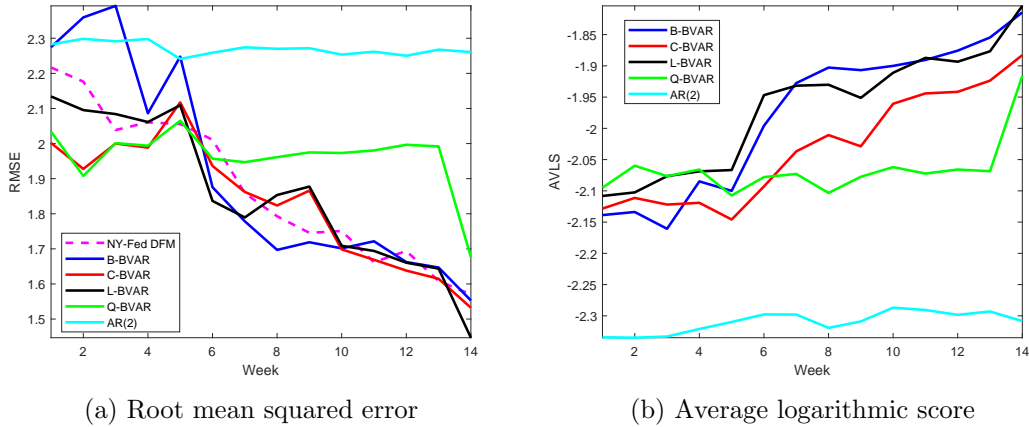 2.3
2.2
2.1
2
1.9
1.8
1.7
1.6
1.5
RMSE
NY-Fed DFM
B-BVAR
C-BVAR
L-BVAR
Q-BVAR
AR(2)
2 4 6 8 10 12 14
Week
(a) Root mean squared error
-1.85
-1.9
-1.95
-2
-2.05
-2.1
-2.15
-2.2
-2.25
-2.3
AVLS
B-BVAR
C-BVAR
L-BVAR
Q-BVAR
AR(2)
2 4 6 8 10 12 14
Week
(b) Average logarithmic score